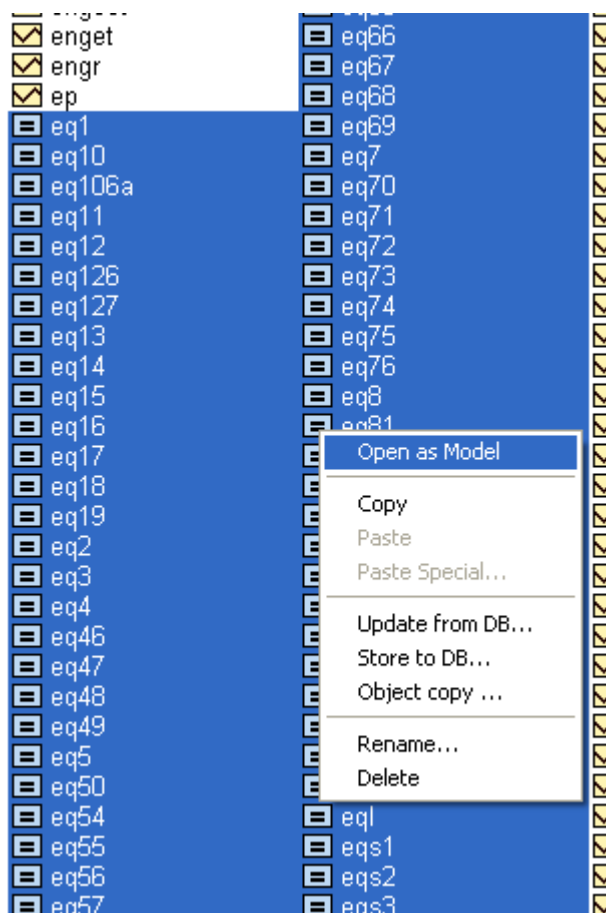 enget
engr
ep
eq1
eq10
eq106a
eq11
eq12
eq126
eq127
eq13
eq14
eq15
eq16
eq17
eq18
eq19
eq2
eq3
eq4
eq46
eq47
eq48
eq49
eq5
eq50
eq54
eq55
eq56
eq57
eq66
eq67
eq68
eq69
eq7
eq70
eq71
eq72
eq73
eq74
eq75
eq76
eq8
eq81
Open as Model
Copy
Paste
Paste Special...
Update from DB...
Store to DB...
Object copy ...
Rename...
Delete
eql
eqs1
eqs2
eqs3